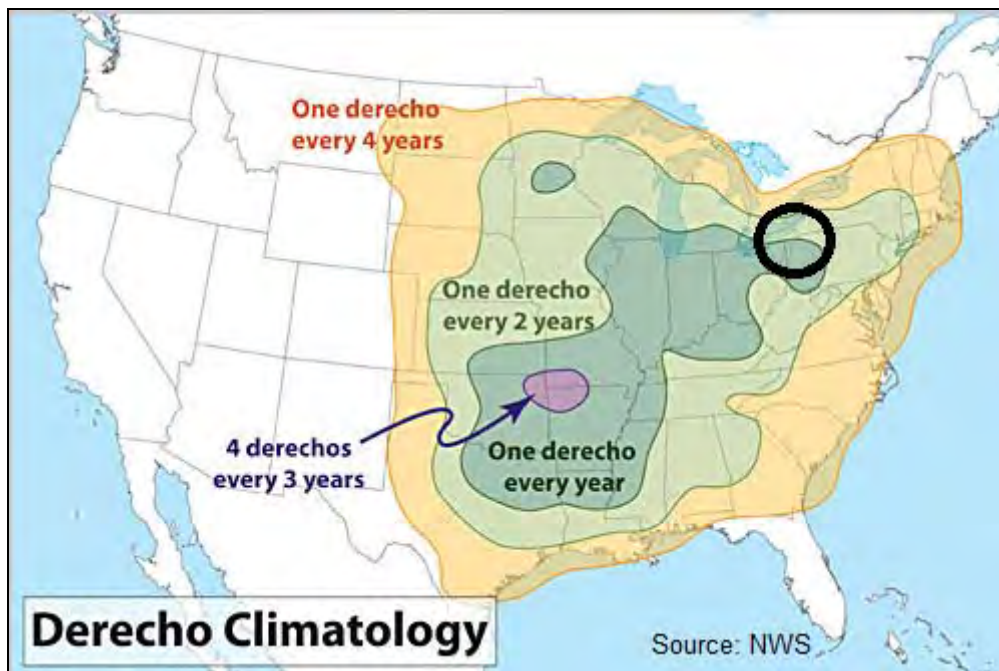 One derecho
every 4 years
One derecho
every 2 years
4 derechos
every 3 years
One derecho
every year
Derecho Climatology
Source: NWS